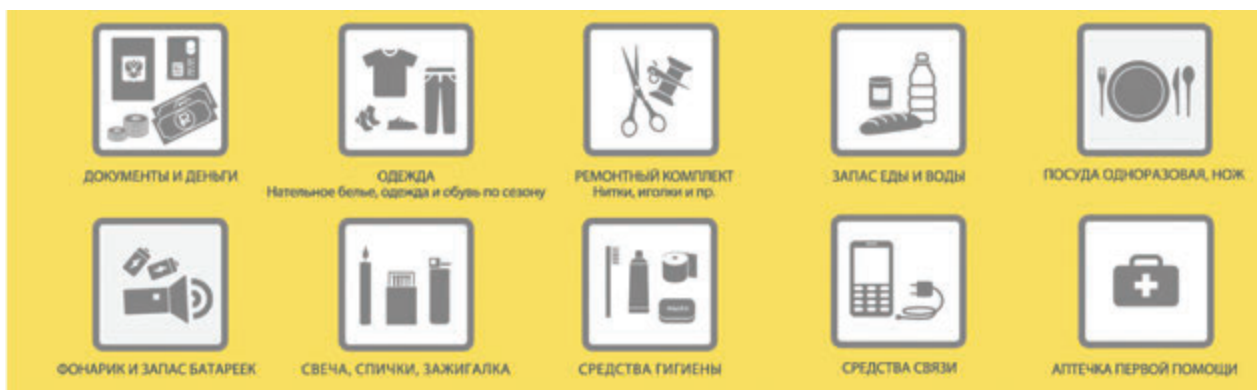 ДОКУМЕНТЫ И ДЕНЬГИ
ОДЕЖДА
Нательное белье, одежда и обувь по сезону
РЕМОНТНЫЙ КОМПЛЕКТ
Нитки, иголки и пр.
ЗАПАС ЕДЫ И ВОДЫ
ПОСУДА ОДНОРАЗОВАЯ, НОЖ
ФОНАРИК И ЗАПАС БАТАРЕЕК
СВЕЧА, СПИЧКИ, ЗАЖИГАЛКА
СРЕДСТВА ГИГИЕНЫ
СРЕДСТВА СВЯЗИ
АПТЕЧКА ПЕРВОЙ ПОМОЩИ